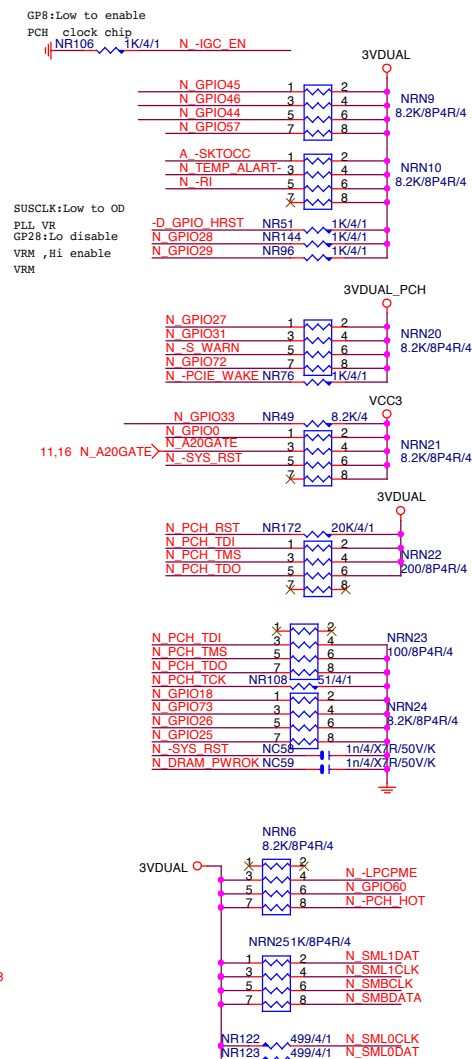 GP8:Low to enable
PCH clock chip
NR106 1K/4/1 N_-IGC_EN
3VDUAL
N_GPIO45 1 2
N_GPIO46 3 4 NRN9
N_GPIO44 5 6 8.2K/8P4R/4
N_GPIO57 7 8
A_-SKTOCC 1 2
N_TEMP_ALART- 3 4 NRN10
N_-RI 5 6 8.2K/8P4R/4
7 8
SUSCLK:Low to OD
PLL VR
GP28:Lo disable
VRM ,Hi enable
VRM
-D_GPIO_HRST NR51 1K/4/1
N_GPIO28 NR144 1K/4/1
N_GPIO29 NR96 1K/4/1
3VDUAL_PCH
N_GPIO27 1 2
N_GPIO31 3 4 NRN20
N_-S_WARN 5 6 8.2K/8P4R/4
N_GPIO72 7 8
N_-PCIE_WAKE NR76 1K/4/1
VCC3
N_GPIO33 NR49 8.2K/4
N_GPIO0 1 2
11,16 N_A20GATE N_A20GATE 3 4 NRN21
N_-SYS_RST 5 6 8.2K/8P4R/4
7 8
3VDUAL
N_PCH_RST NR172 20K/4/1
N_PCH_TDI 1 2
N_PCH_TMS 3 4 NRN22
N_PCH_TDO 5 6 200/8P4R/4
7 8
1 2
N_PCH_TDI 3 4 NRN23
N_PCH_TMS 5 6 100/8P4R/4
N_PCH_TDO 7 8
N_PCH_TCK NR108 51/4/1
N_GPIO18 1 2
N_GPIO73 3 4 NRN24
N_GPIO26 5 6 8.2K/8P4R/4
N_GPIO25 7 8
N_-SYS_RST NC58 1n/4/X7R/50V/K
N_DRAM_PWROK NC59 1n/4/X7R/50V/K
NRN6
8.2K/8P4R/4
3VDUAL 1 2
3 4 N_-LPCPME
5 6 N_GPIO60
7 8 N_-PCH_HOT
NRN251K/8P4R/4
1 2 N_SML1DAT
3 4 N_SML1CLK
5 6 N_SMBCLK
7 8 N_SMBDATA
NR122 499/4/1 N_SML0CLK
NR123 499/4/1 N_SML0DAT